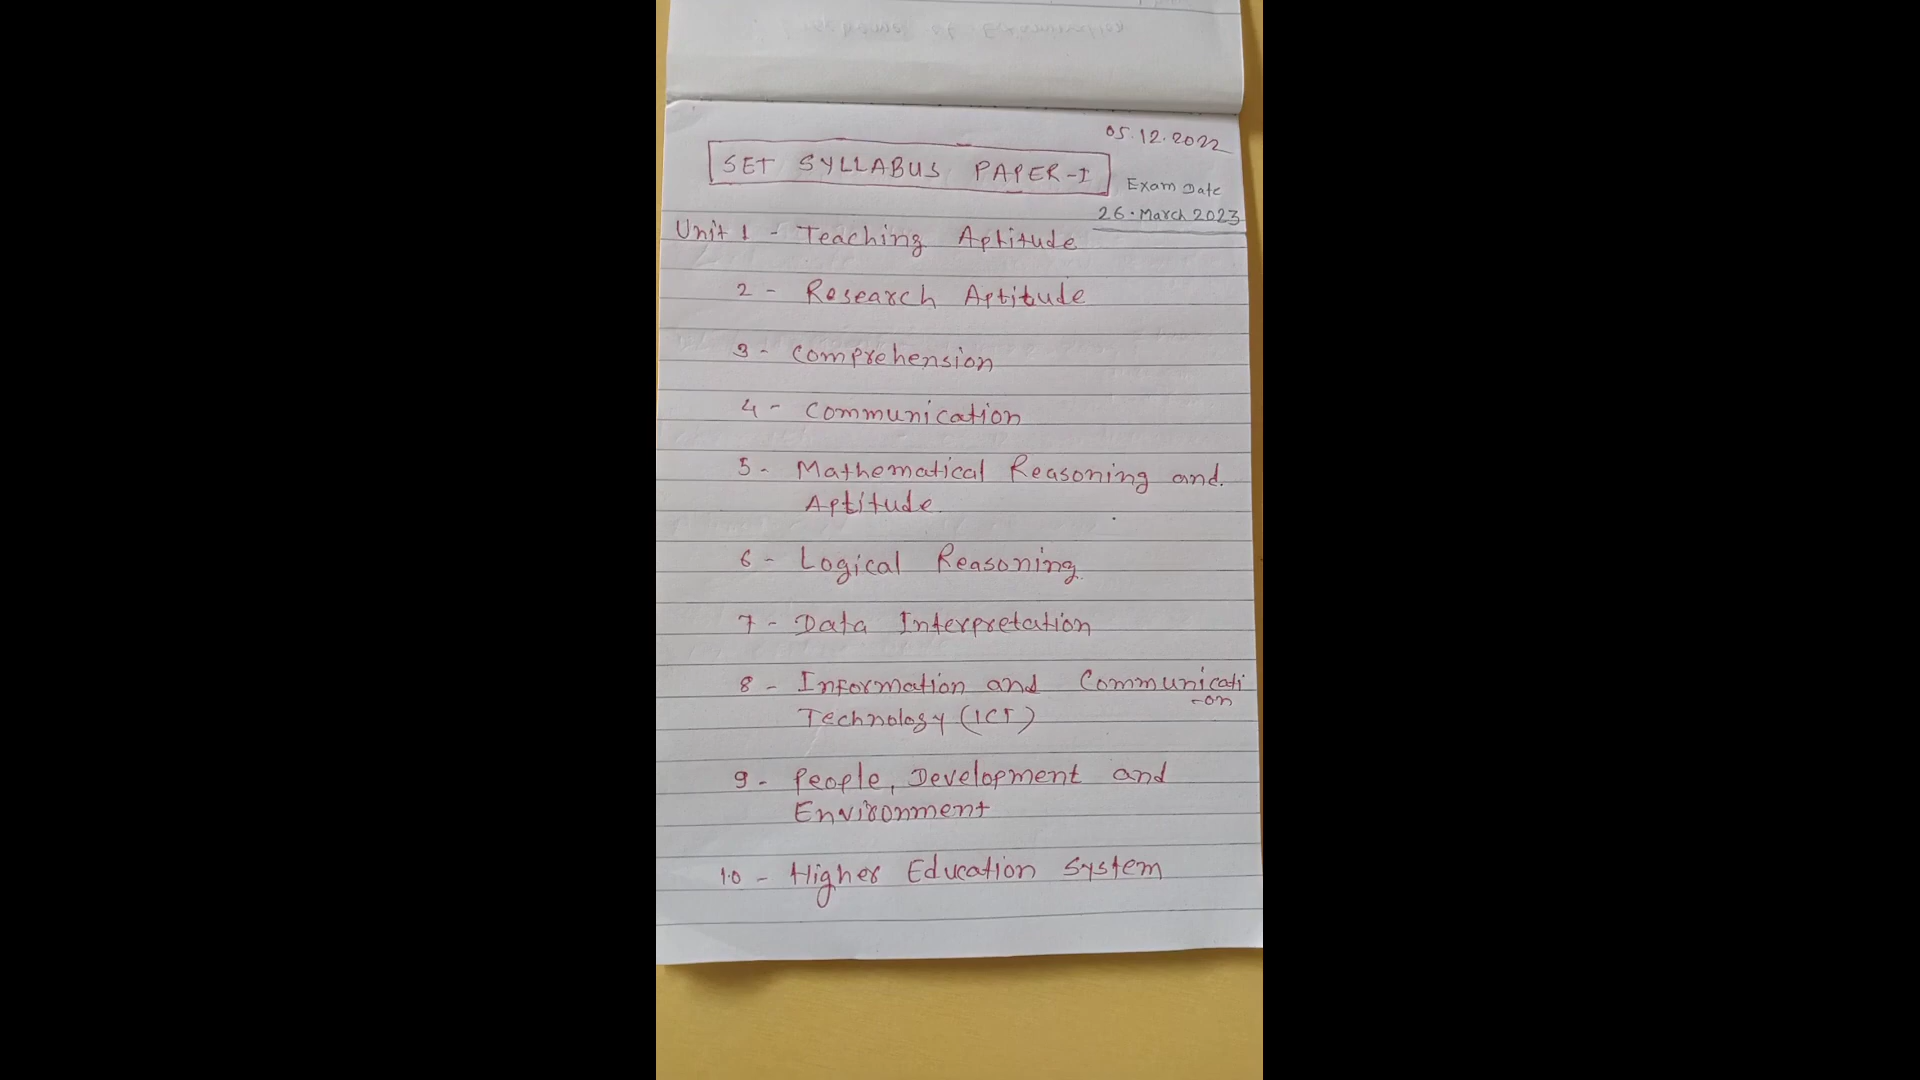 05.12.2022
SET SYLLABUS PAPER-I
Exam Date
26.March 2023
Unit 1 - Teaching Aptitude
2 - Research Aptitude
3 - Comprehension
4 - Communication
5 - Mathematical Reasoning and
Aptitude
6 - Logical Reasoning
7 - Data Interpretation
8 - Information and Communicati
-on
Technology (ICT)
9 - People, Development and
Environment
10 - Higher Education System